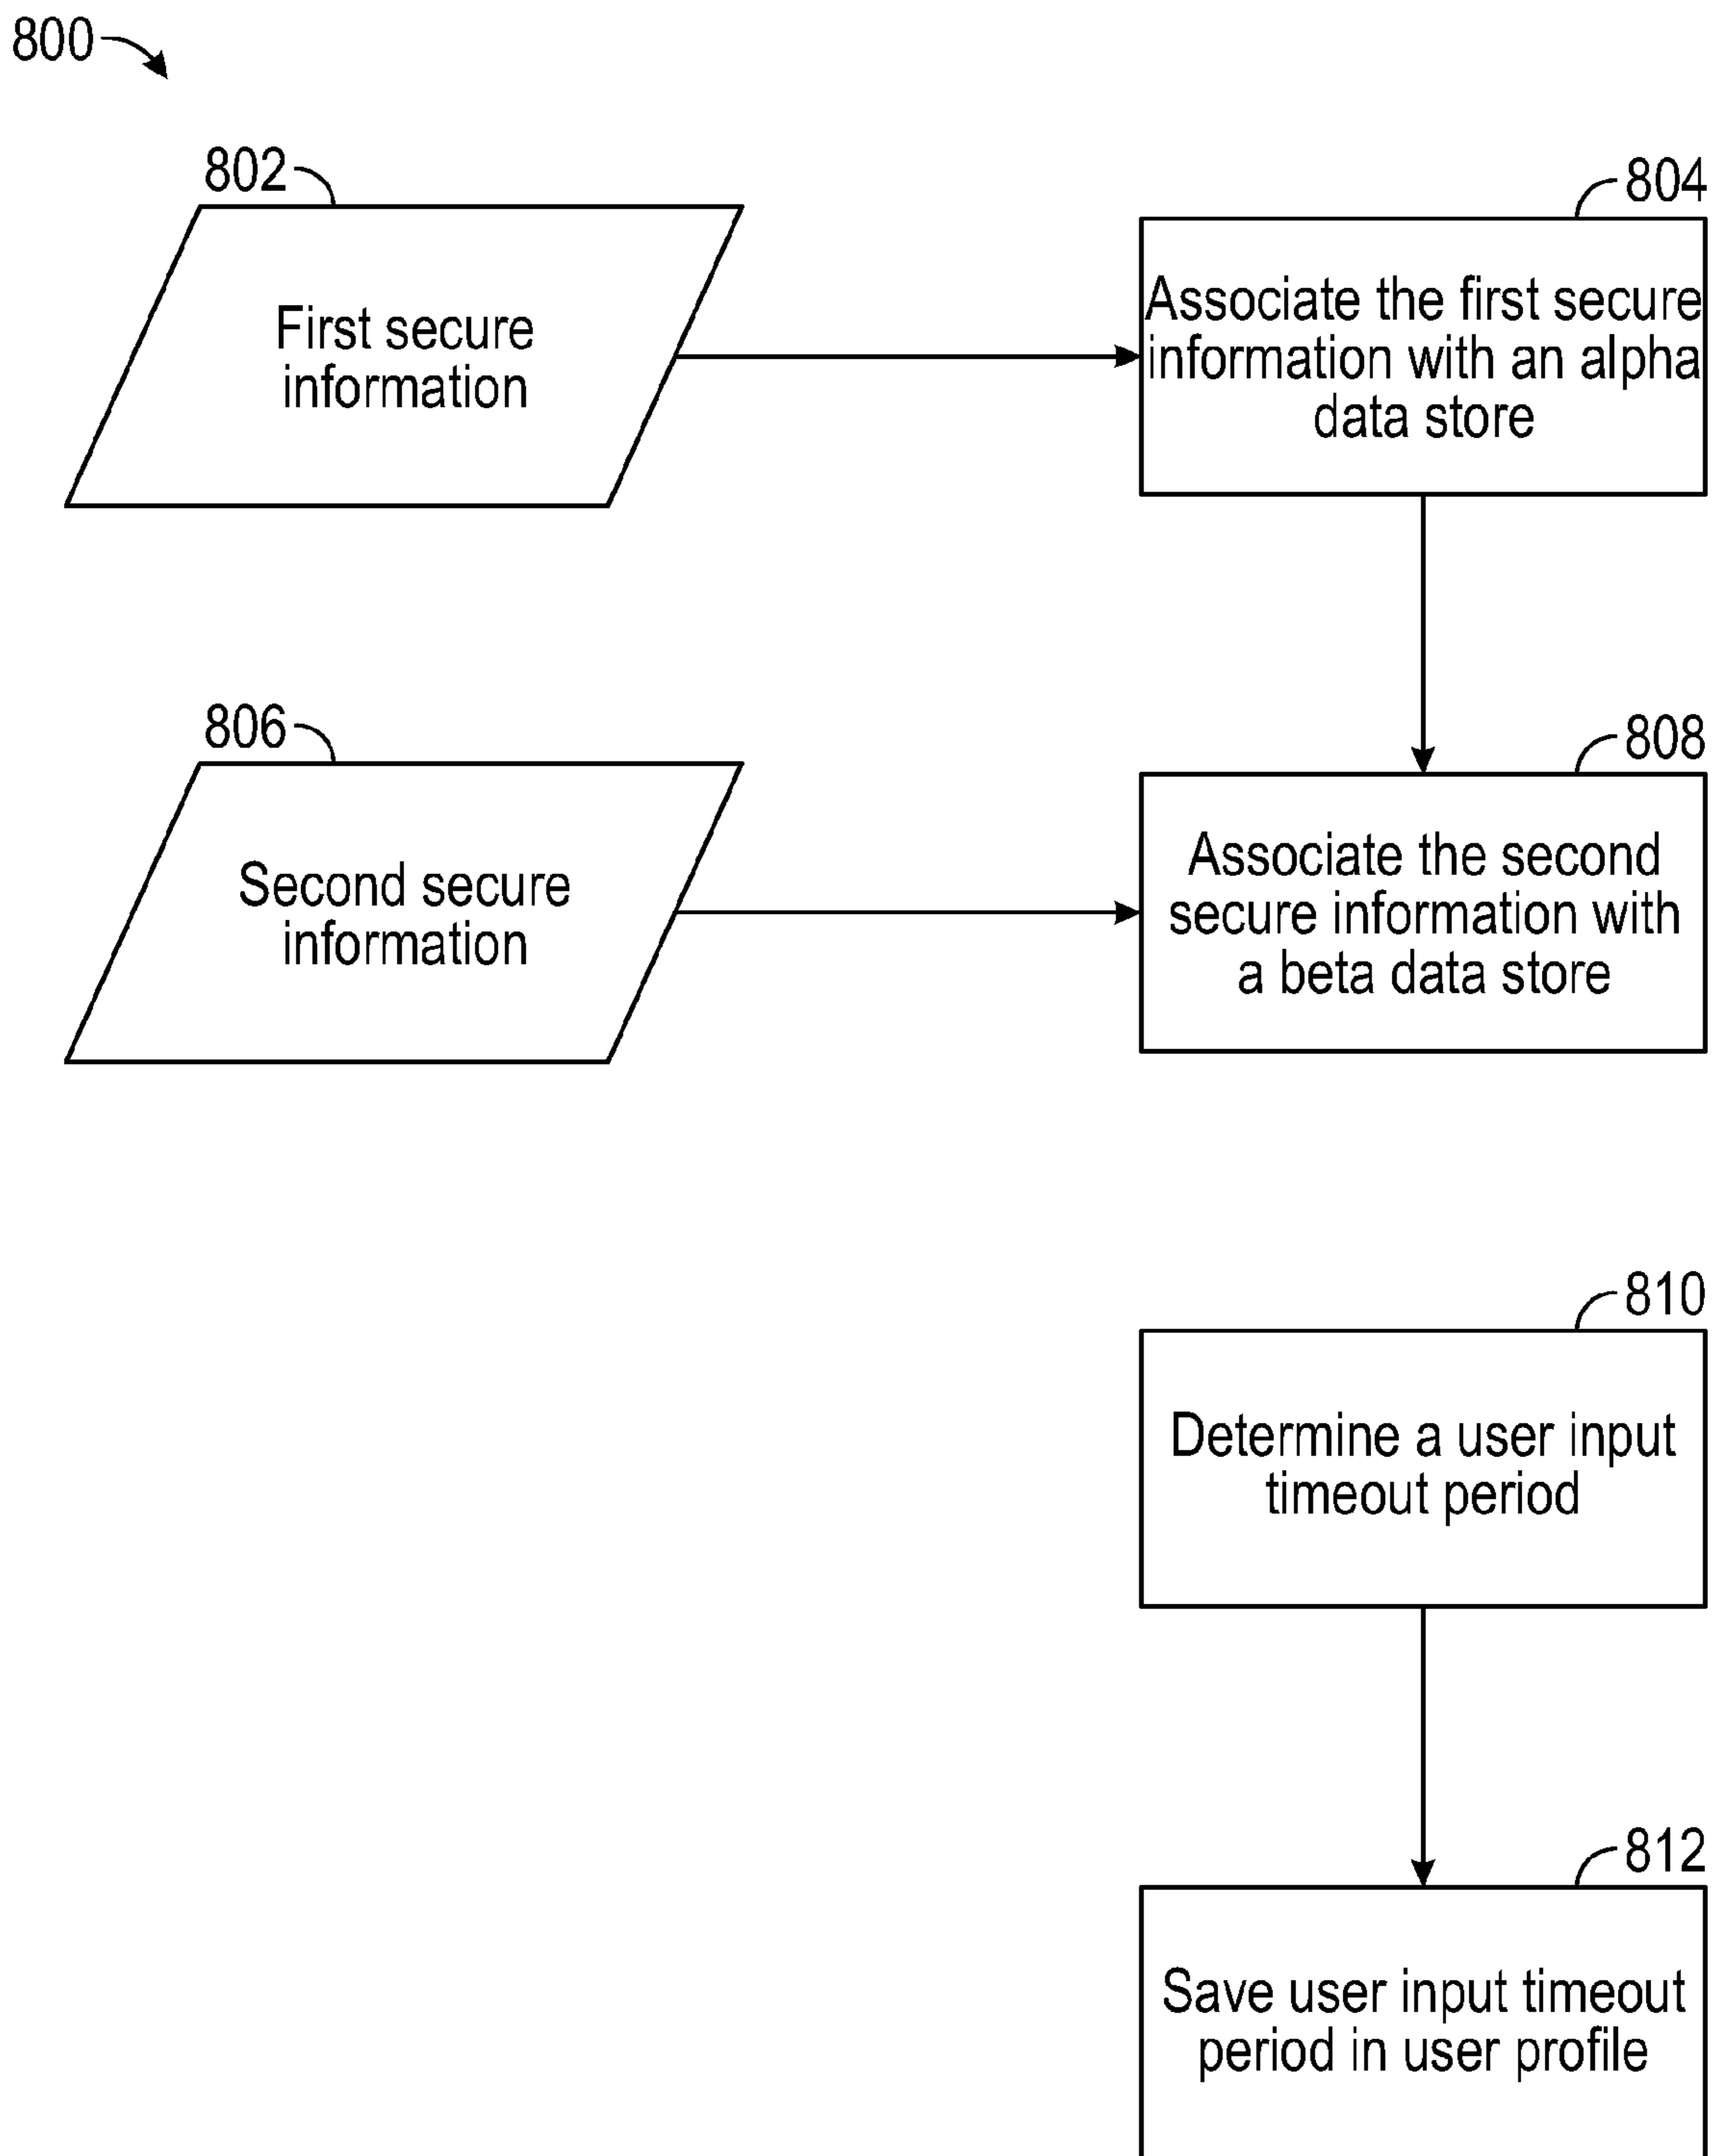 800
802
First secure
information
804
Associate the first secure
information with an alpha
data store
806
Second secure
information
808
Associate the second
secure information with
a beta data store
810
Determine a user input
timeout period
812
Save user input timeout
period in user profile